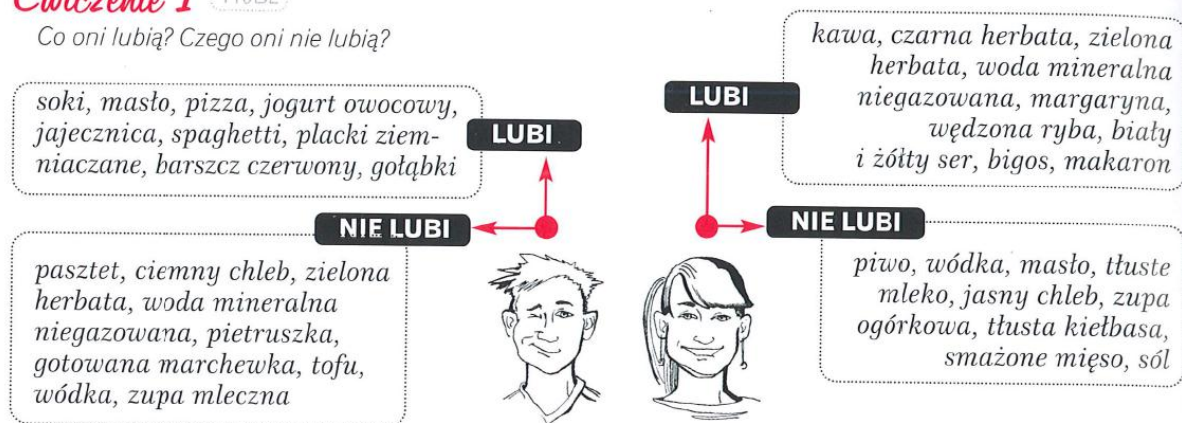 Ćwiczenie 1
Co oni lubią? Czego oni nie lubią?
soki, masło, pizza, jogurt owocowy,
jajecznica, spaghetti, placki ziem-
niaczane, barszcz czerwony, gołąbki
LUBI
NIE LUBI
pasztet, ciemny chleb, zielona
herbata, woda mineralna
niegazowana, pietruszka,
gotowana marchewka, tofu,
wódka, zupa mleczna
kawa, czarna herbata, zielona
herbata, woda mineralna
niegazowana, margaryna,
wędzona ryba, biały
i żółty ser, bigos, makaron
LUBI
NIE LUBI
piwo, wódka, masło, tłuste
mleko, jasny chleb, zupa
ogórkowa, tłusta kiełbasa,
smażone mięso, sól